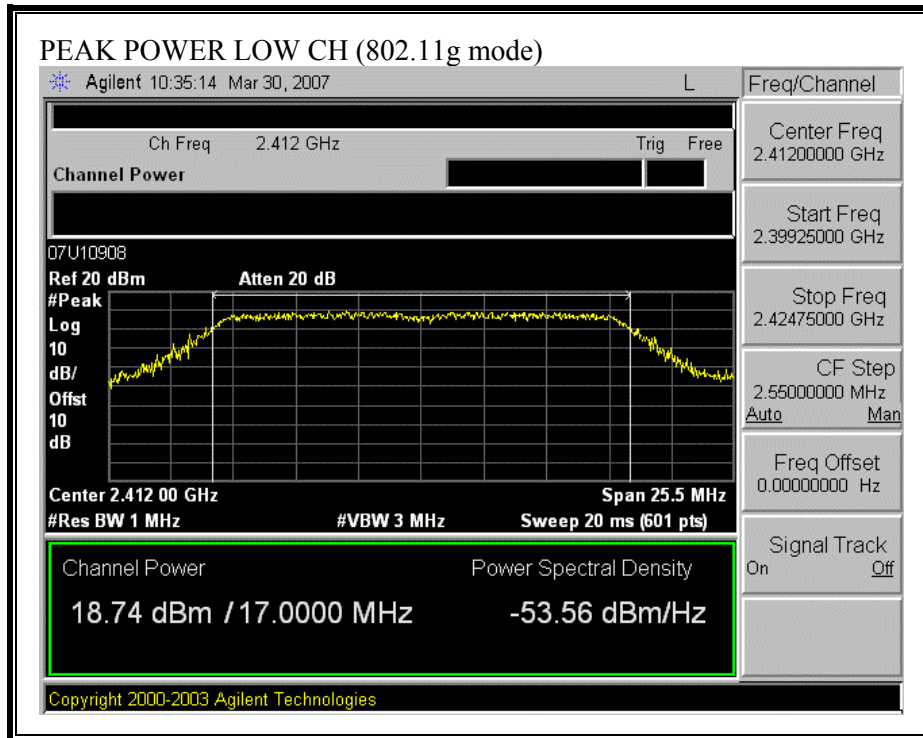 PEAK POWER LOW CH (802.11g mode)
Agilent 10:35:14 Mar 30, 2007 L Freq/Channel
Ch Freq 2.412 GHz Trig Free
Channel Power
Center Freq
2.41200000 GHz
Start Freq
2.39925000 GHz
Stop Freq
2.42475000 GHz
CF Step
2.55000000 MHz
Auto Man
Freq Offset
0.00000000 Hz
Signal Track
On Off
07U10908
Ref 20 dBm Atten 20 dB
#Peak
Log
10
dB/
Offst
10
dB
Center 2.412 00 GHz Span 25.5 MHz
#Res BW 1 MHz #VBW 3 MHz Sweep 20 ms (601 pts)
Channel Power Power Spectral Density
18.74 dBm / 17.0000 MHz -53.56 dBm/Hz
Copyright 2000-2003 Agilent Technologies